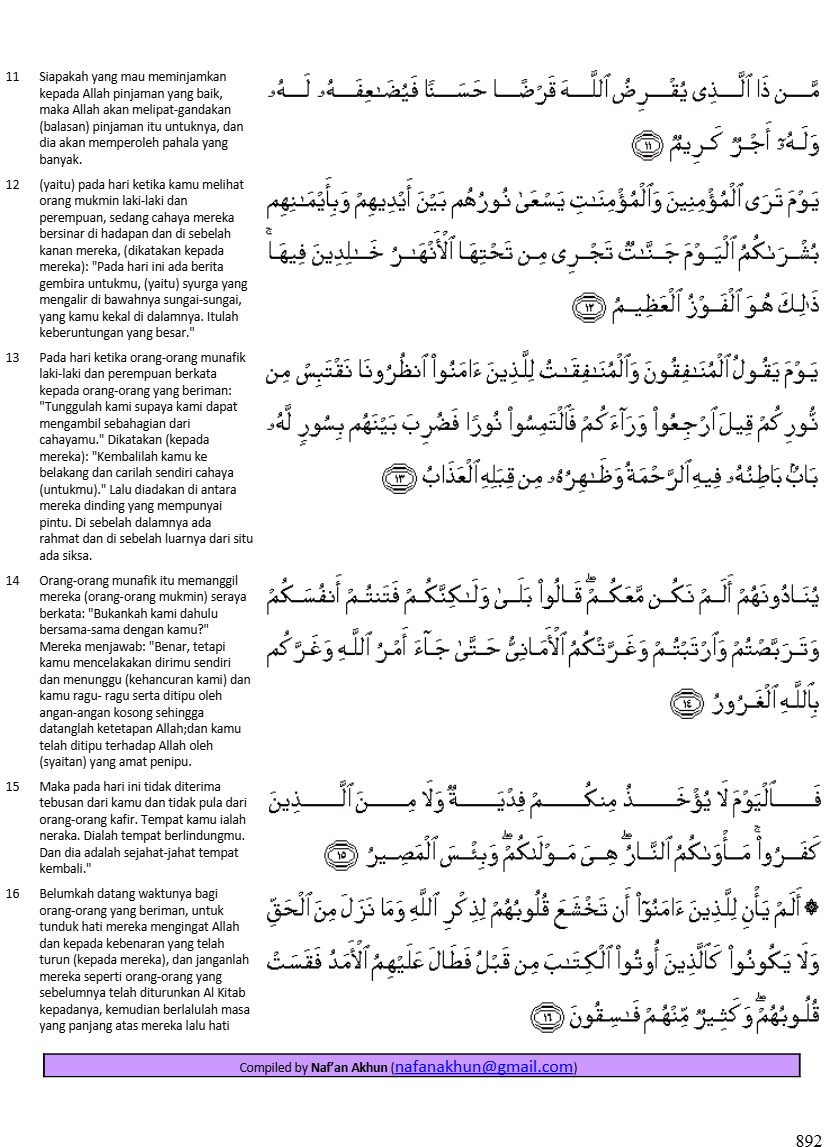 11 Siapakah yang mau meminjamkan
kepada Allah pinjaman yang baik,
maka Allah akan melipat-gandakan
(balasan) pinjaman itu untuknya, dan
dia akan memperoleh pahala yang
banyak.
مَّن ذَا ٱلَّذِى يُقْرِضُ ٱللَّهَ قَرْضًا حَسَنًا فَيُضَٰعِفَهُۥ لَهُۥ
وَلَهُۥٓ أَجْرٌ كَرِيمٌ ١١
12 (yaitu) pada hari ketika kamu melihat
orang mukmin laki-laki dan
perempuan, sedang cahaya mereka
bersinar di hadapan dan di sebelah
kanan mereka, (dikatakan kepada
mereka): "Pada hari ini ada berita
gembira untukmu, (yaitu) syurga yang
mengalir di bawahnya sungai-sungai,
yang kamu kekal di dalamnya. Itulah
keberuntungan yang besar."
يَوْمَ تَرَى ٱلْمُؤْمِنِينَ وَٱلْمُؤْمِنَٰتِ يَسْعَىٰ نُورُهُم بَيْنَ أَيْدِيهِمْ وَبِأَيْمَٰنِهِم
بُشْرَىٰكُمُ ٱلْيَوْمَ جَنَّٰتٌ تَجْرِى مِن تَحْتِهَا ٱلْأَنْهَٰرُ خَٰلِدِينَ فِيهَا ۚ
ذَٰلِكَ هُوَ ٱلْفَوْزُ ٱلْعَظِيمُ ١٢
13 Pada hari ketika orang-orang munafik
laki-laki dan perempuan berkata
kepada orang-orang yang beriman:
"Tunggulah kami supaya kami dapat
mengambil sebahagian dari
cahayamu." Dikatakan (kepada
mereka): "Kembalilah kamu ke
belakang dan carilah sendiri cahaya
(untukmu)." Lalu diadakan di antara
mereka dinding yang mempunyai
pintu. Di sebelah dalamnya ada
rahmat dan di sebelah luarnya dari situ
ada siksa.
يَوْمَ يَقُولُ ٱلْمُنَٰفِقُونَ وَٱلْمُنَٰفِقَٰتُ لِلَّذِينَ ءَامَنُوا۟ ٱنظُرُونَا نَقْتَبِسْ مِن
نُّورِكُمْ قِيلَ ٱرْجِعُوا۟ وَرَآءَكُمْ فَٱلْتَمِسُوا۟ نُورًا فَضُرِبَ بَيْنَهُم بِسُورٍ لَّهُۥ
بَابٌۢ بَاطِنُهُۥ فِيهِ ٱلرَّحْمَةُ وَظَٰهِرُهُۥ مِن قِبَلِهِ ٱلْعَذَابُ ١٣
14 Orang-orang munafik itu memanggil
mereka (orang-orang mukmin) seraya
berkata: "Bukankah kami dahulu
bersama-sama dengan kamu?"
Mereka menjawab: "Benar, tetapi
kamu mencelakakan dirimu sendiri
dan menunggu (kehancuran kami) dan
kamu ragu- ragu serta ditipu oleh
angan-angan kosong sehingga
datanglah ketetapan Allah;dan kamu
telah ditipu terhadap Allah oleh
(syaitan) yang amat penipu.
يُنَادُونَهُمْ أَلَمْ نَكُن مَّعَكُمْ ۖ قَالُوا۟ بَلَىٰ وَلَٰكِنَّكُمْ فَتَنتُمْ أَنفُسَكُمْ
وَتَرَبَّصْتُمْ وَٱرْتَبْتُمْ وَغَرَّتْكُمُ ٱلْأَمَانِىُّ حَتَّىٰ جَآءَ أَمْرُ ٱللَّهِ وَغَرَّكُم
بِٱللَّهِ ٱلْغَرُورُ ١٤
15 Maka pada hari ini tidak diterima
tebusan dari kamu dan tidak pula dari
orang-orang kafir. Tempat kamu ialah
neraka. Dialah tempat berlindungmu.
Dan dia adalah sejahat-jahat tempat
kembali."
فَٱلْيَوْمَ لَا يُؤْخَذُ مِنكُمْ فِدْيَةٌ وَلَا مِنَ ٱلَّذِينَ
كَفَرُوا۟ ۚ مَأْوَىٰكُمُ ٱلنَّارُ ۖ هِىَ مَوْلَىٰكُمْ ۖ وَبِئْسَ ٱلْمَصِيرُ ١٥
16 Belumkah datang waktunya bagi
orang-orang yang beriman, untuk
tunduk hati mereka mengingat Allah
dan kepada kebenaran yang telah
turun (kepada mereka), dan janganlah
mereka seperti orang-orang yang
sebelumnya telah diturunkan Al Kitab
kepadanya, kemudian berlalulah masa
yang panjang atas mereka lalu hati
۞ أَلَمْ يَأْنِ لِلَّذِينَ ءَامَنُوٓا۟ أَن تَخْشَعَ قُلُوبُهُمْ لِذِكْرِ ٱللَّهِ وَمَا نَزَلَ مِنَ ٱلْحَقِّ
وَلَا يَكُونُوا۟ كَٱلَّذِينَ أُوتُوا۟ ٱلْكِتَٰبَ مِن قَبْلُ فَطَالَ عَلَيْهِمُ ٱلْأَمَدُ فَقَسَتْ
قُلُوبُهُمْ ۖ وَكَثِيرٌ مِّنْهُمْ فَٰسِقُونَ ١٦
Compiled by Naf’an Akhun (nafanakhun@gmail.com)
892